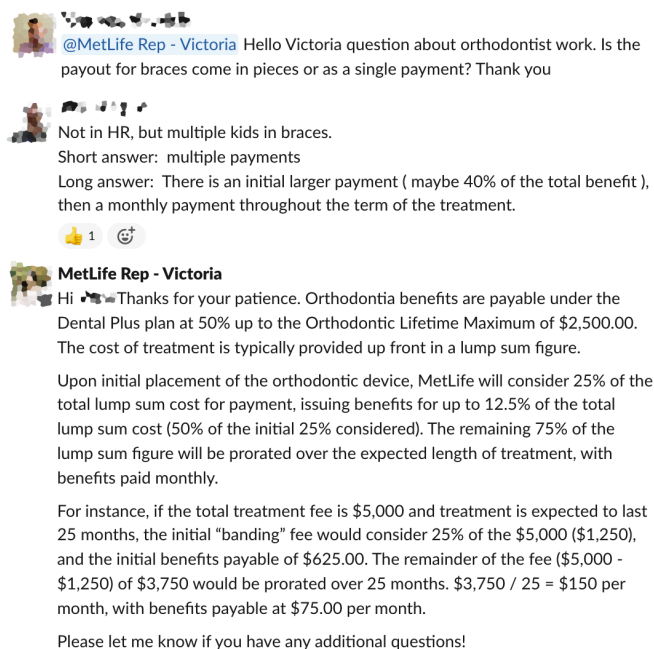 @MetLife Rep - Victoria Hello Victoria question about orthodontist work. Is the
payout for braces come in pieces or as a single payment? Thank you
Not in HR, but multiple kids in braces.
Short answer:  multiple payments
Long answer:  There is an initial larger payment ( maybe 40% of the total benefit ),
then a monthly payment throughout the term of the treatment.
1
MetLife Rep - Victoria
Hi Thanks for your patience. Orthodontia benefits are payable under the
Dental Plus plan at 50% up to the Orthodontic Lifetime Maximum of $2,500.00.
The cost of treatment is typically provided up front in a lump sum figure.
Upon initial placement of the orthodontic device, MetLife will consider 25% of the
total lump sum cost for payment, issuing benefits for up to 12.5% of the total
lump sum cost (50% of the initial 25% considered). The remaining 75% of the
lump sum figure will be prorated over the expected length of treatment, with
benefits paid monthly.
For instance, if the total treatment fee is $5,000 and treatment is expected to last
25 months, the initial “banding” fee would consider 25% of the $5,000 ($1,250),
and the initial benefits payable of $625.00. The remainder of the fee ($5,000 -
$1,250) of $3,750 would be prorated over 25 months. $3,750 / 25 = $150 per
month, with benefits payable at $75.00 per month.
Please let me know if you have any additional questions!